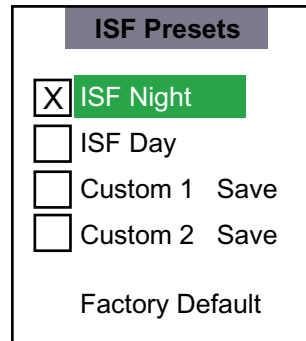 ISF Presets
X ISF Night
ISF Day
Custom 1 Save
Custom 2 Save
Factory Default